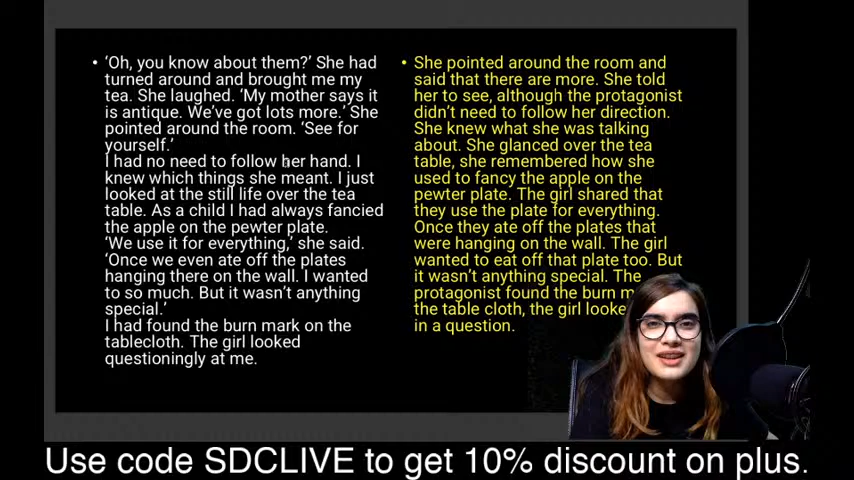 • ‘Oh, you know about them?’ She had
turned around and brought me my
tea. She laughed. ‘My mother says it
is antique. We’ve got lots more.’ She
pointed around the room. ‘See for
yourself.’
I had no need to follow her hand. I
knew which things she meant. I just
looked at the still life over the tea
table. As a child I had always fancied
the apple on the pewter plate.
‘We use it for everything,’ she said.
‘Once we even ate off the plates
hanging there on the wall. I wanted
to so much. But it wasn’t anything
special.’
I had found the burn mark on the
tablecloth. The girl looked
questioningly at me.
• She pointed around the room and
said that there are more. She told
her to see, although the protagonist
didn’t need to follow her direction.
She knew what she was talking
about. She glanced over the tea
table, she remembered how she
used to fancy the apple on the
pewter plate. The girl shared that
they use the plate for everything.
Once they ate off the plates that
were hanging on the wall. The girl
wanted to eat off that plate too. But
it wasn’t anything special. The
protagonist found the burn
the table cloth, the girl
in a question.
Use code SDCLIVE to get 10% discount on plus.